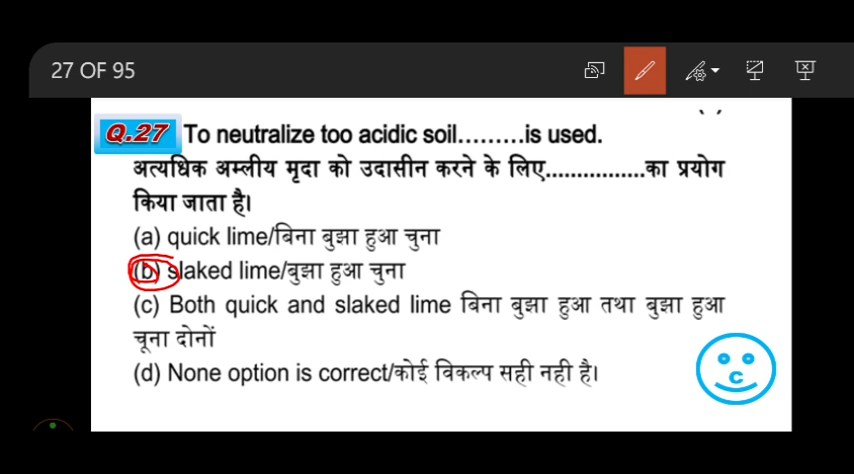 27 OF 95
Q.27 To neutralize too acidic soil.........is used.
अत्यधिक अम्लीय मृदा को उदासीन करने के लिए................का प्रयोग
किया जाता है।
(a) quick lime/बिना बुझा हुआ चुना
(b) slaked lime/बुझा हुआ चुना
(c) Both quick and slaked lime बिना बुझा हुआ तथा बुझा हुआ
चूना दोनों
(d) None option is correct/कोई विकल्प सही नही है।
c